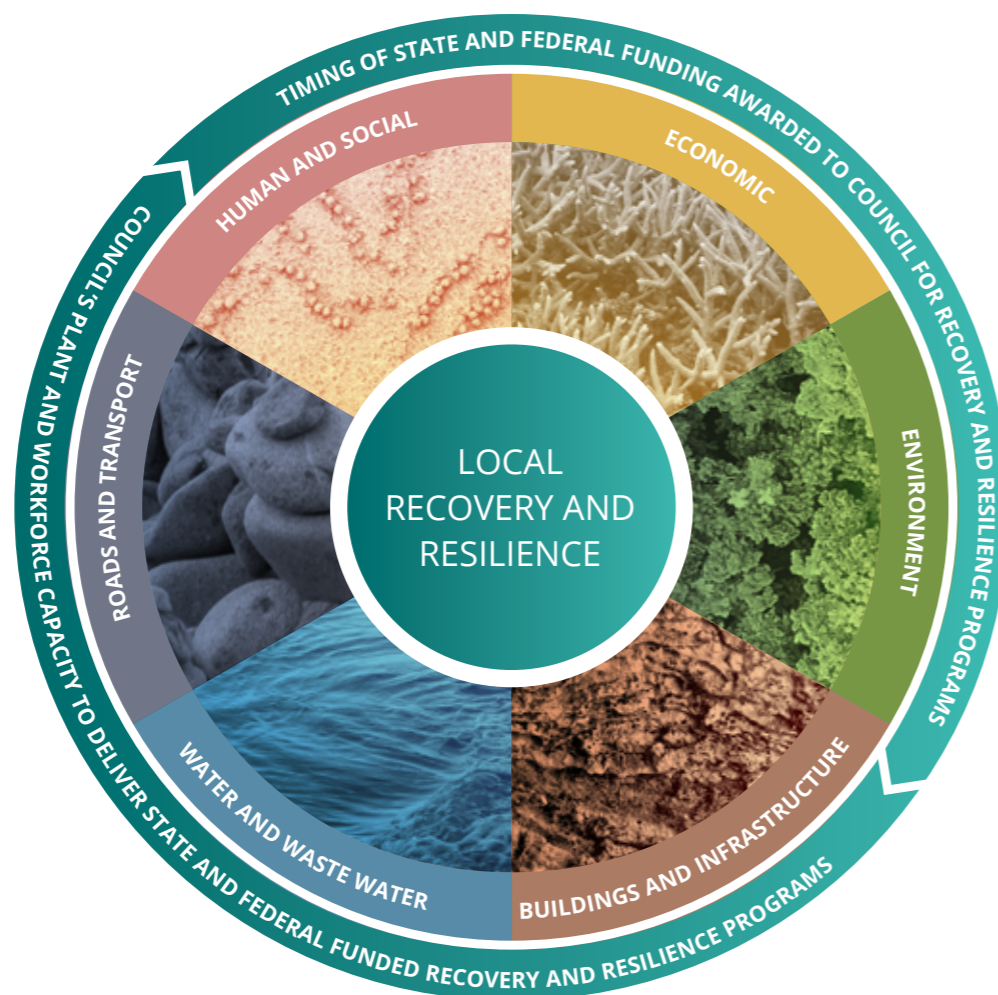 TIMING OF STATE AND FEDERAL FUNDING AWARDED TO COUNCIL FOR RECOVERY AND RESILIENCE PROGRAMS
COUNCIL'S PLANT AND WORKFORCE CAPACITY TO DELIVER STATE AND FEDERAL FUNDED RECOVERY AND RESILIENCE PROGRAMS
HUMAN AND SOCIAL
ECONOMIC
ENVIRONMENT
BUILDINGS AND INFRASTRUCTURE
WATER AND WASTE WATER
ROADS AND TRANSPORT
LOCAL
RECOVERY AND
RESILIENCE